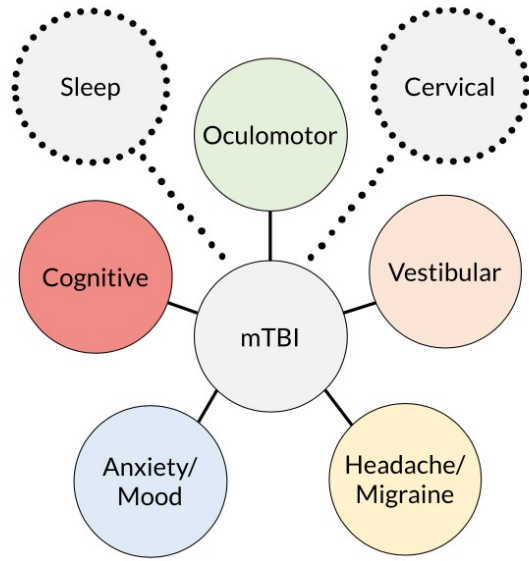 Sleep
Cervical
Oculomotor
Cognitive
Vestibular
mTBI
Anxiety/
Mood
Headache/
Migraine